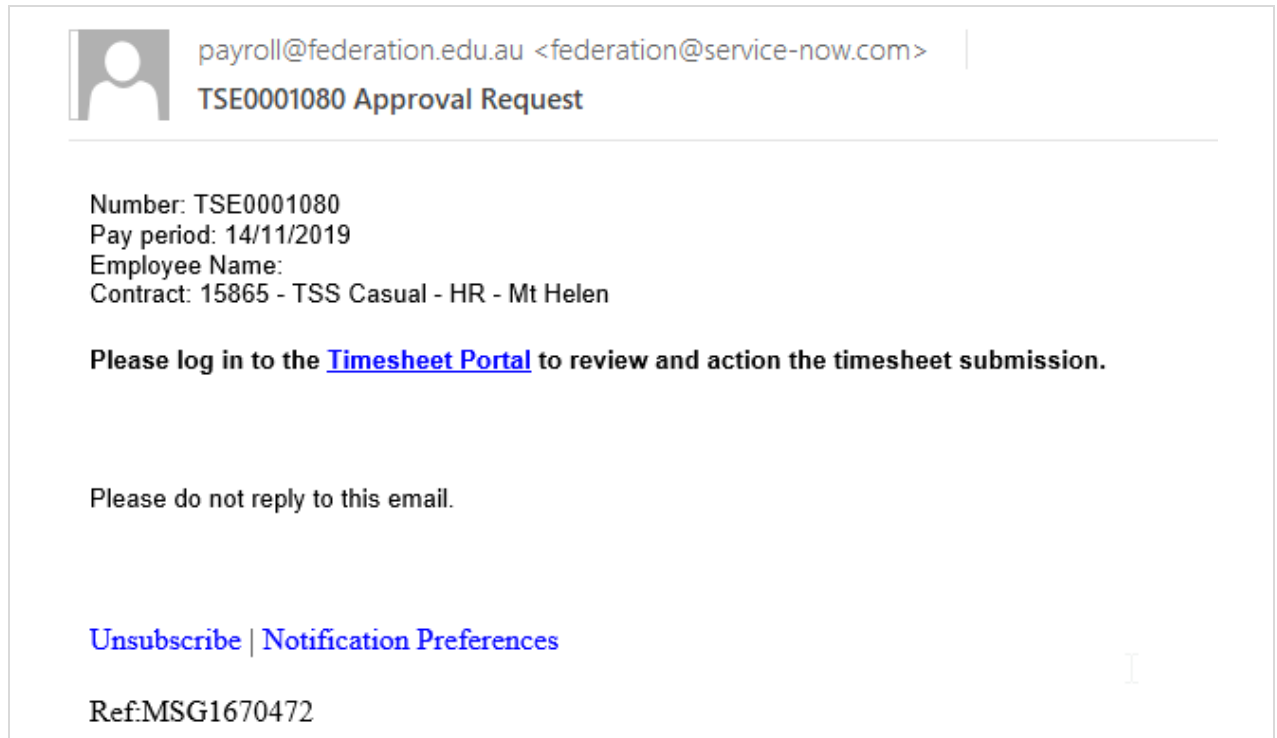 payroll@federation.edu.au <federation@service-now.com>
TSE0001080 Approval Request
Number: TSE0001080
Pay period: 14/11/2019
Employee Name:
Contract: 15865 - TSS Casual - HR - Mt Helen
Please log in to the Timesheet Portal to review and action the timesheet submission.
Please do not reply to this email.
Unsubscribe | Notification Preferences
Ref:MSG1670472